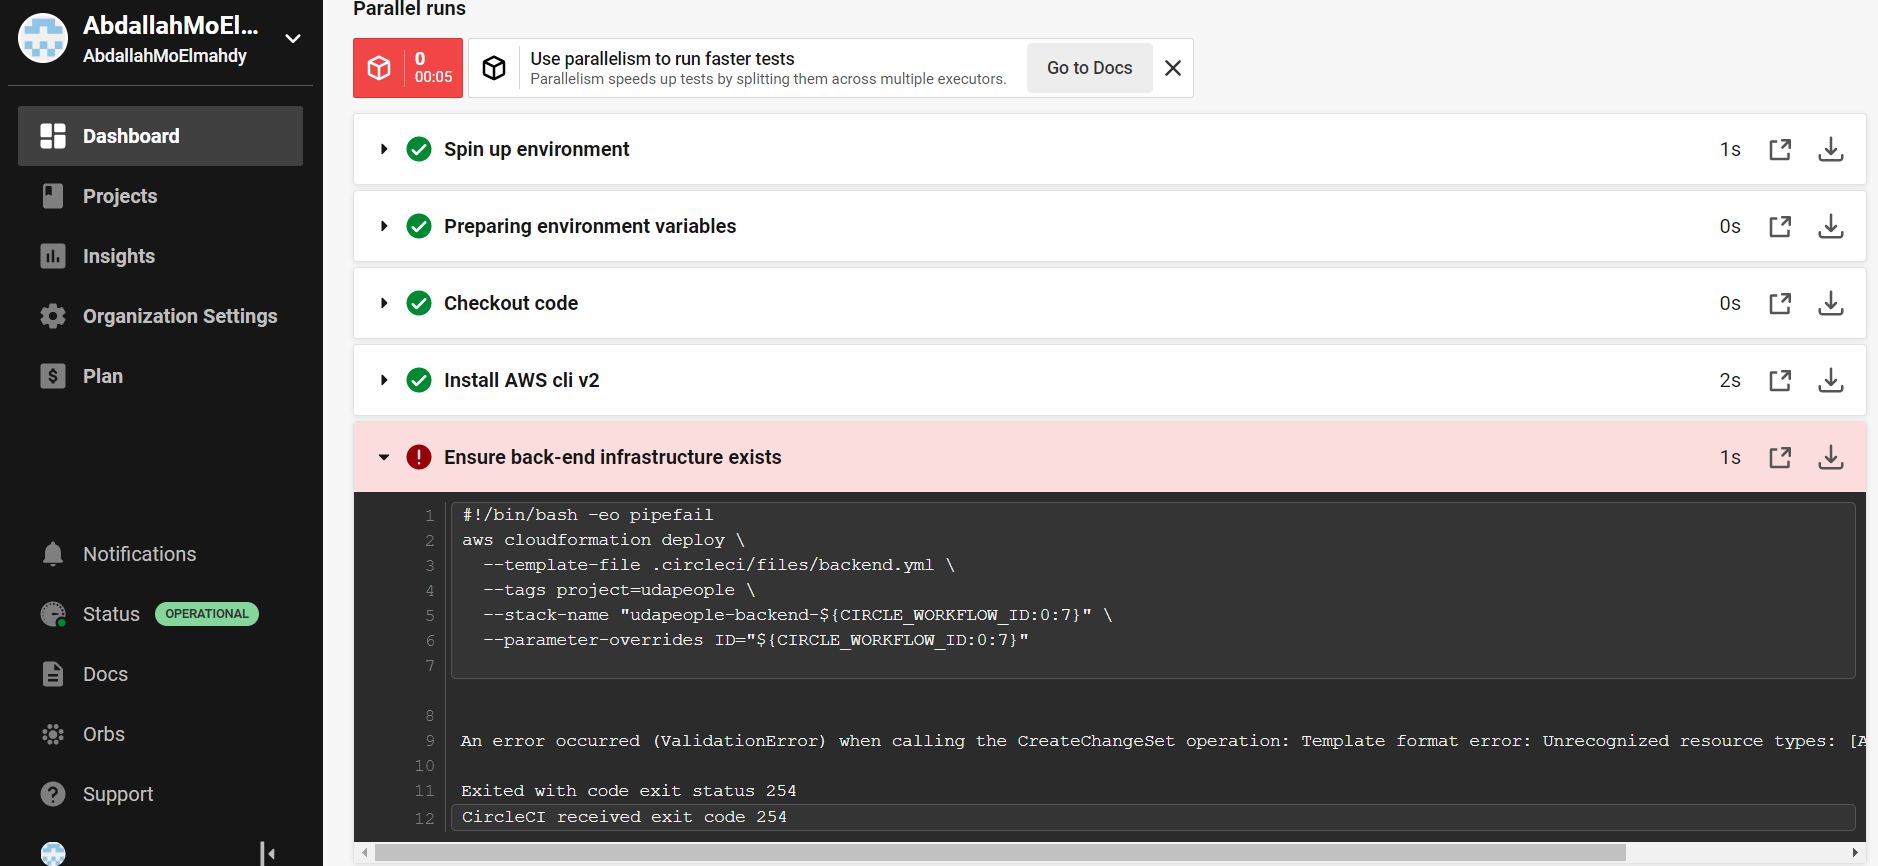 AbdallahMoEl...
AbdallahMoElmahdy
Dashboard
Projects
Insights
Organization Settings
$ Plan
Notifications
Status OPERATIONAL
Docs
Orbs
? Support
Parallel runs
0
00:05
Use parallelism to run faster tests
Parallelism speeds up tests by splitting them across multiple executors.
Go to Docs
Spin up environment 1s
Preparing environment variables 0s
Checkout code 0s
Install AWS cli v2 2s
! Ensure back-end infrastructure exists 1s
1 #!/bin/bash -eo pipefail
2 aws cloudformation deploy \
3 --template-file .circleci/files/backend.yml \
4 --tags project=udapeople \
5 --stack-name "udapeople-backend-${CIRCLE_WORKFLOW_ID:0:7}" \
6 --parameter-overrides ID="${CIRCLE_WORKFLOW_ID:0:7}"
7
8
9 An error occurred (ValidationError) when calling the CreateChangeSet operation: Template format error: Unrecognized resource types: [A
10
11 Exited with code exit status 254
12 CircleCI received exit code 254